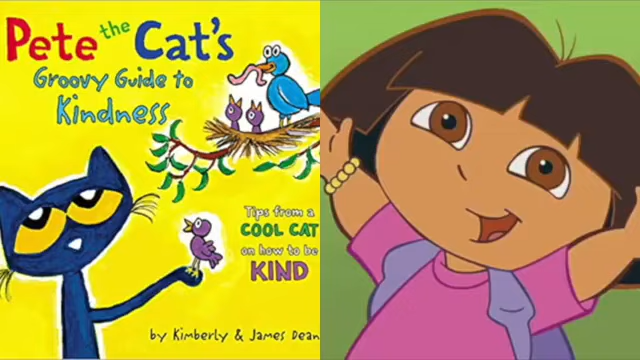 Pete the Cat's
Groovy Guide to
Kindness
Tips from a
COOL CAT
on how to be
KIND
by Kimberly & James Dean